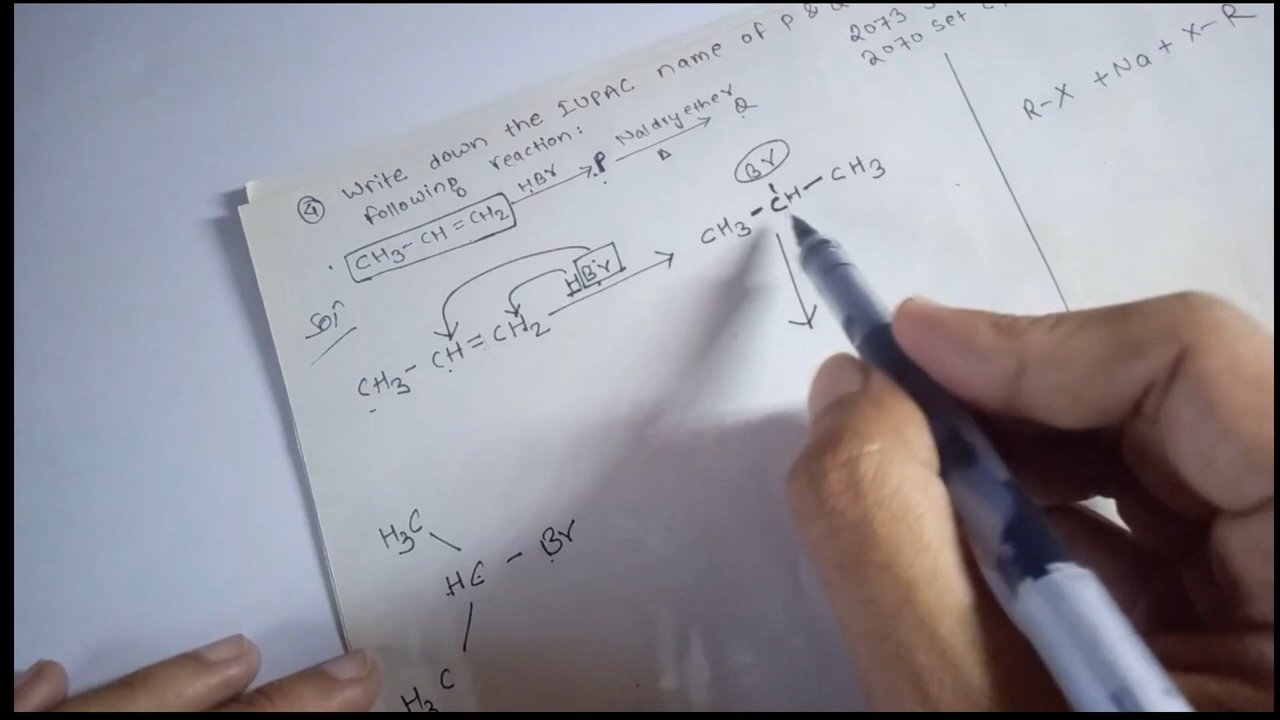 ④ Write down the IUPAC name of P & Q
following reaction:
CH3-CH=CH2 HBr P Na/dry ether Δ Q
2073
2070 set
R-X + Na + X-R
Solⁿ
CH3-CH=CH2 HBr
Br
CH3-CH-CH3
H3C
HC-Br
H3C